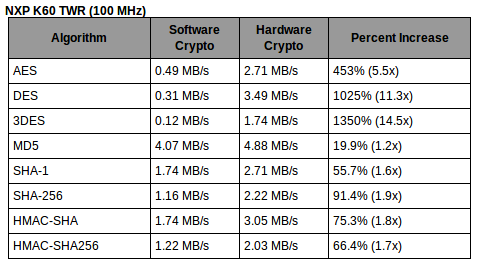 NXP K60 TWR (100 MHz)
Algorithm Software Crypto Hardware Crypto Percent Increase
AES 0.49 MB/s 2.71 MB/s 453% (5.5x)
DES 0.31 MB/s 3.49 MB/s 1025% (11.3x)
3DES 0.12 MB/s 1.74 MB/s 1350% (14.5x)
MD5 4.07 MB/s 4.88 MB/s 19.9% (1.2x)
SHA-1 1.74 MB/s 2.71 MB/s 55.7% (1.6x)
SHA-256 1.16 MB/s 2.22 MB/s 91.4% (1.9x)
HMAC-SHA 1.74 MB/s 3.05 MB/s 75.3% (1.8x)
HMAC-SHA256 1.22 MB/s 2.03 MB/s 66.4% (1.7x)